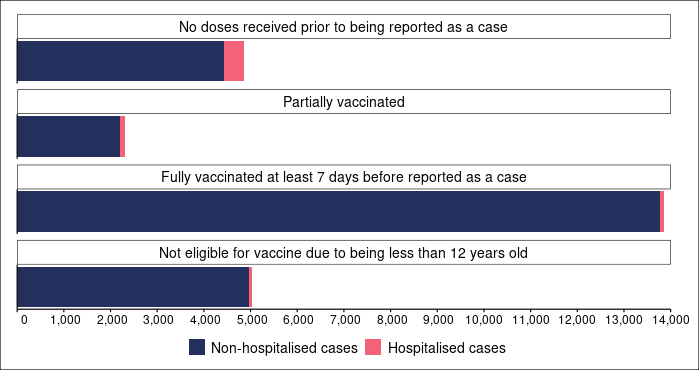 No doses received prior to being reported as a case
Partially vaccinated
Fully vaccinated at least 7 days before reported as a case
Not eligible for vaccine due to being less than 12 years old
0 1,000 2,000 3,000 4,000 5,000 6,000 7,000 8,000 9,000 10,000 11,000 12,000 13,000 14,000
Non-hospitalised cases Hospitalised cases